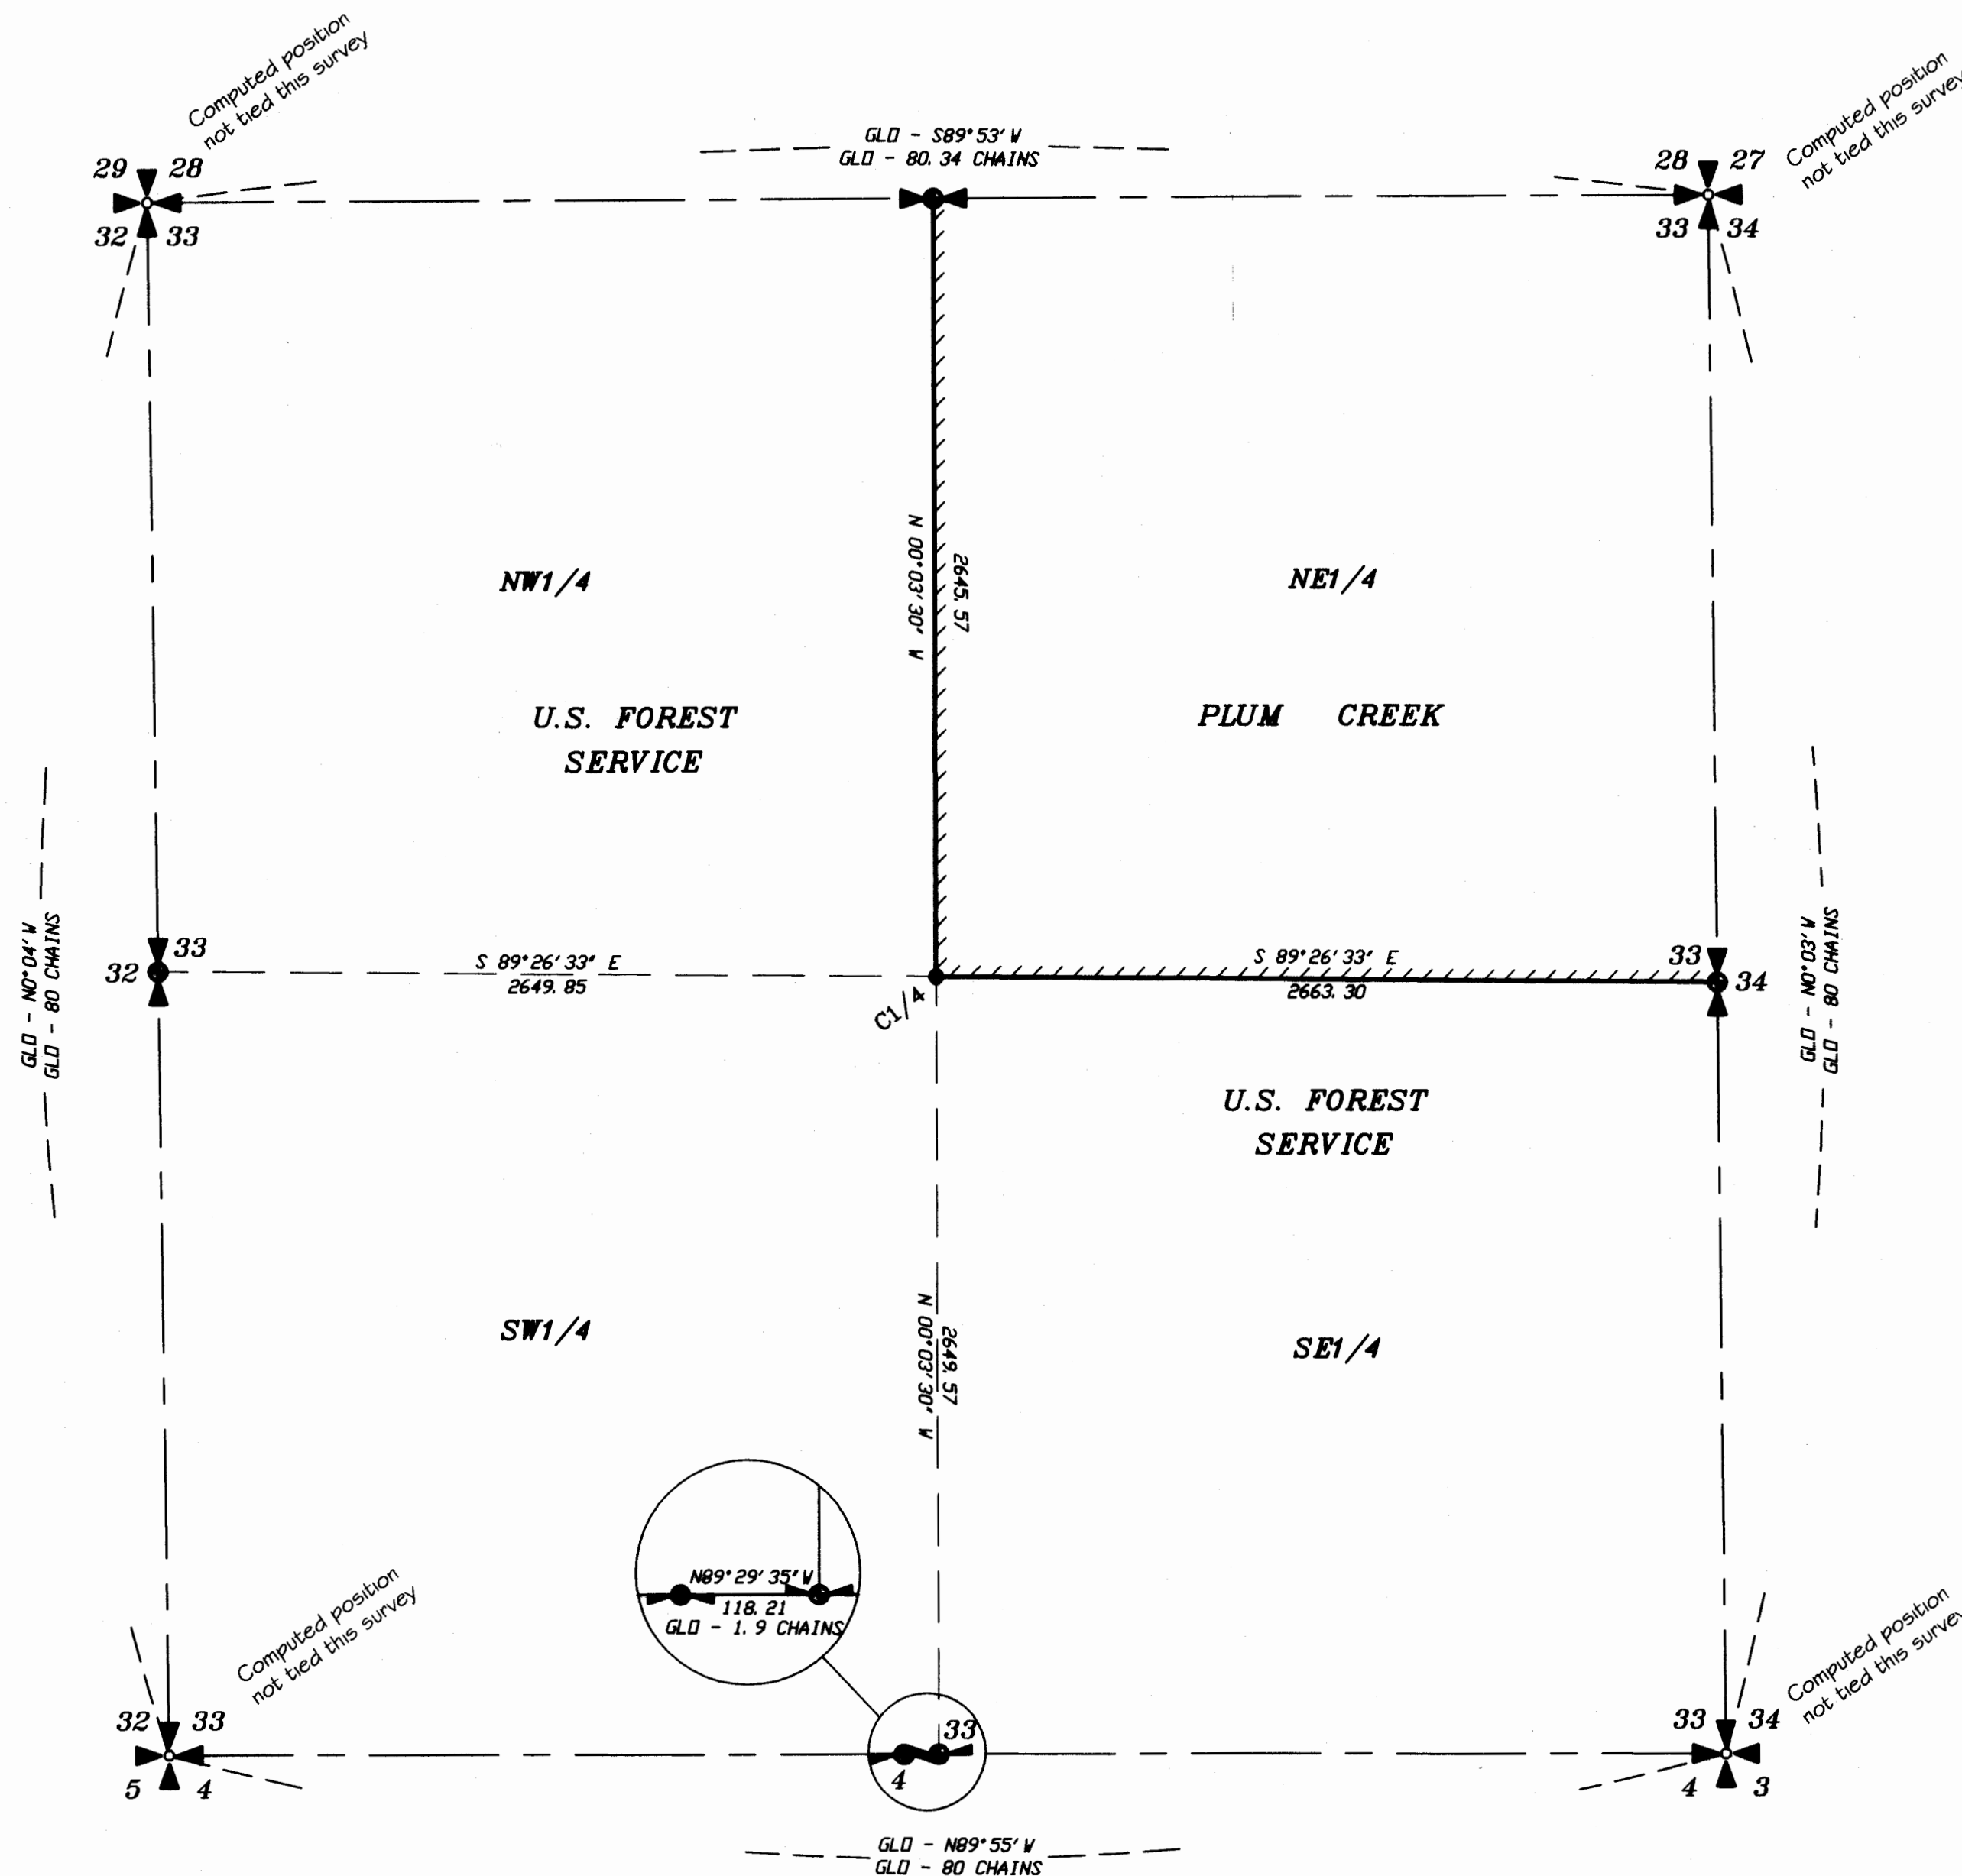 Computed position
not tied this survey
Computed position
not tied this survey
GLO - S89°53' W
GLO - 80.34 CHAINS
29 28
32 33
28 27
33 34
N 00°03'30" W
2645.57
NW1/4
NE1/4
U.S. FOREST
SERVICE
PLUM CREEK
GLO - N0°04' W
GLO - 80 CHAINS
GLO - N0°03' W
GLO - 80 CHAINS
33
32
S 89°26'33" E
2649.85
C1/4
S 89°26'33" E
2663.30
33
34
U.S. FOREST
SERVICE
N 00°03'30" W
2649.57
SW1/4
SE1/4
N89°29'35" W
118.21
GLO - 1.9 CHAINS
Computed position
not tied this survey
Computed position
not tied this survey
32 33
5 4
33
4
33 34
4 3
GLO - N89°55' W
GLO - 80 CHAINS